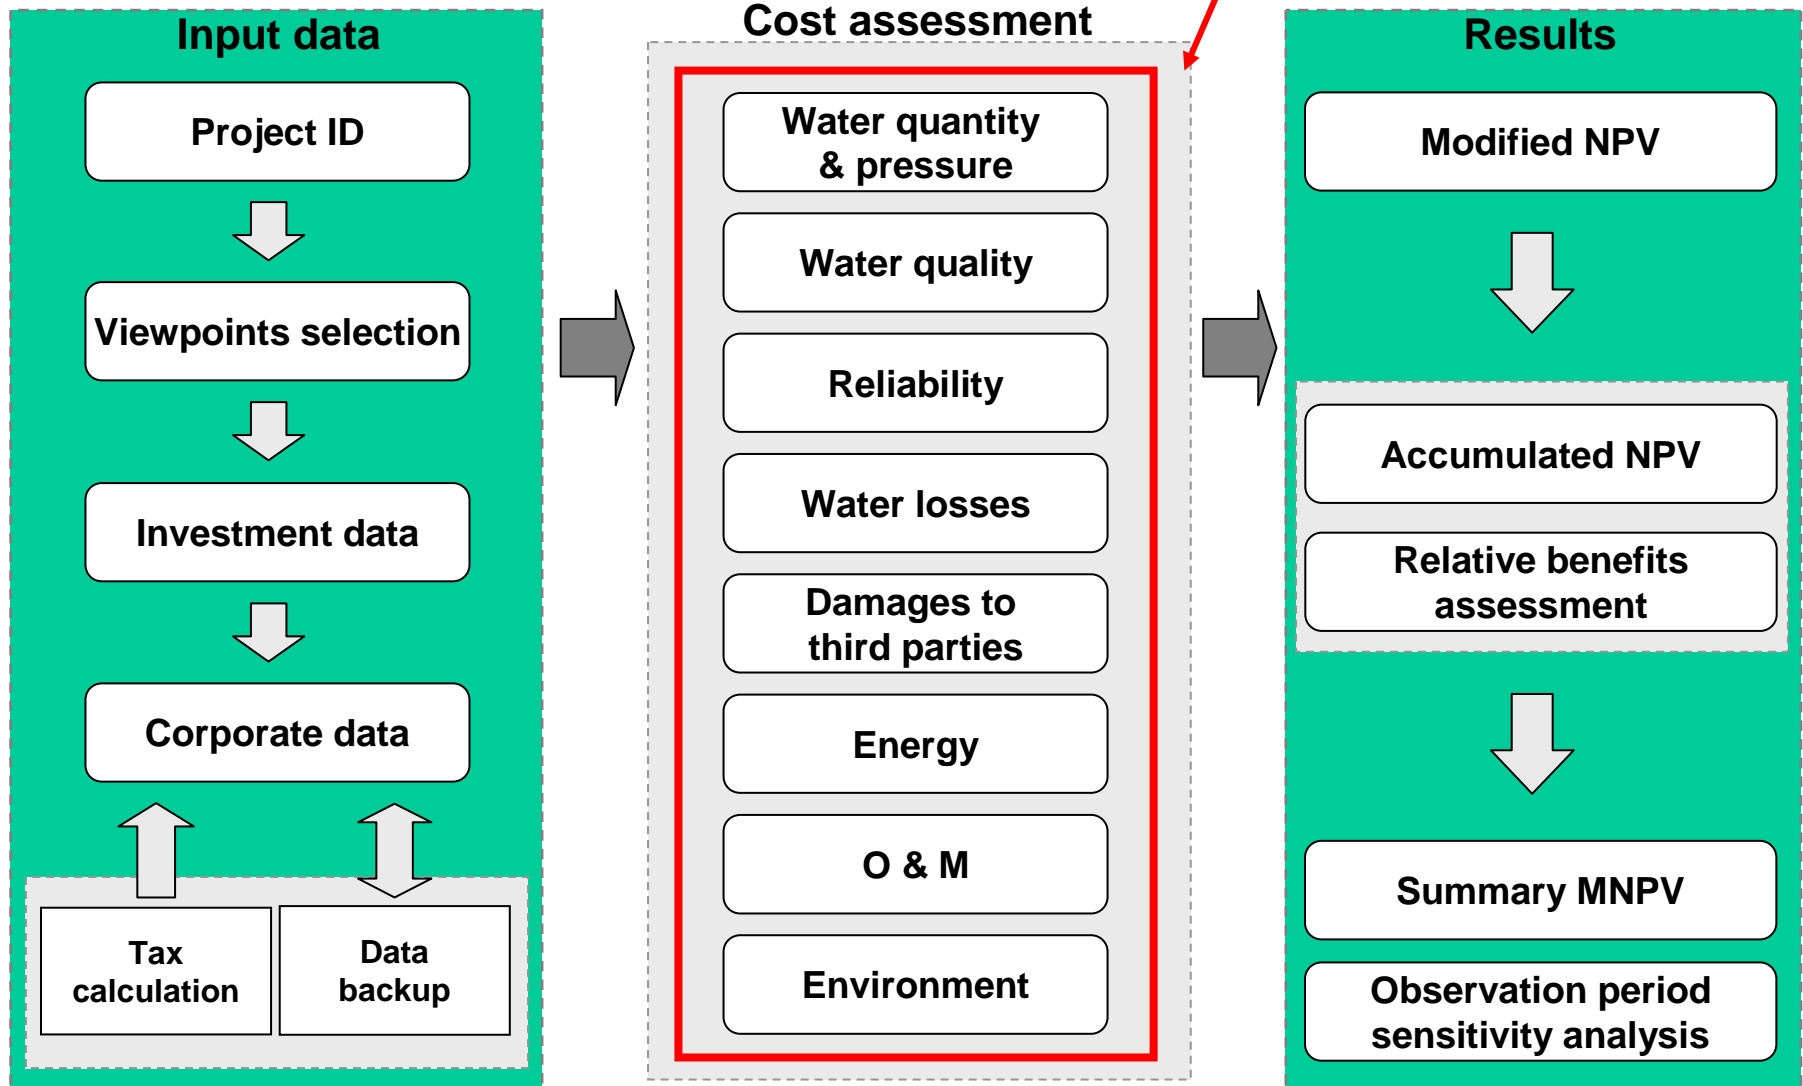 Input data
Project ID
Viewpoints selection
Investment data
Corporate data
Tax
calculation
Data
backup
Cost assessment
Water quantity
& pressure
Water quality
Reliability
Water losses
Damages to
third parties
Energy
O & M
Environment
Results
Modified NPV
Accumulated NPV
Relative benefits
assessment
Summary MNPV
Observation period
sensitivity analysis